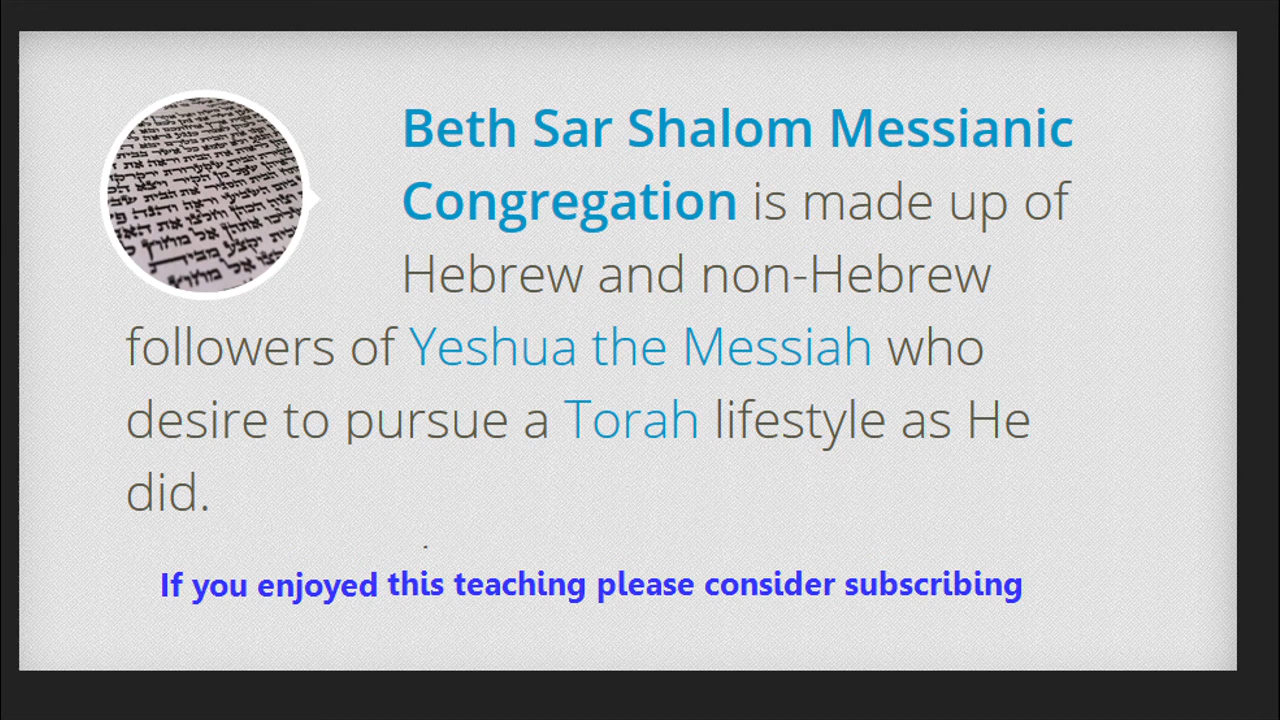 Beth Sar Shalom Messianic
Congregation is made up of
Hebrew and non-Hebrew
followers of Yeshua the Messiah who
desire to pursue a Torah lifestyle as He
did.
If you enjoyed this teaching please consider subscribing